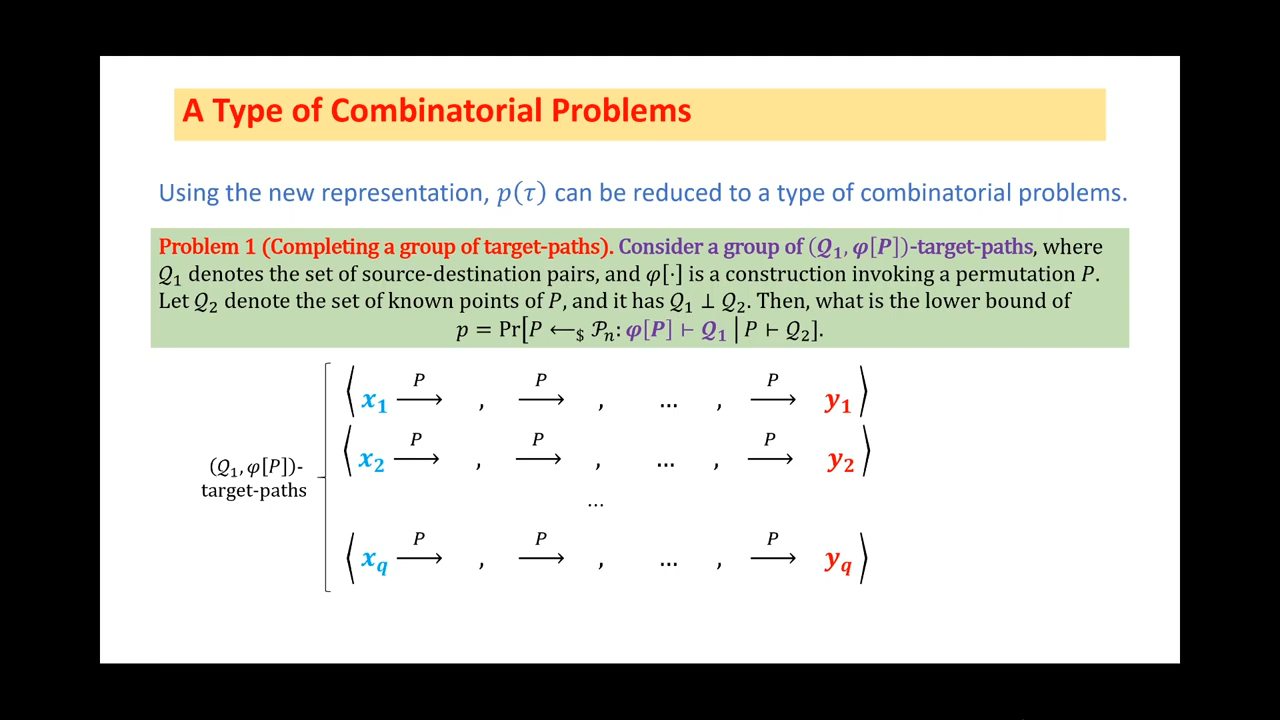 A Type of Combinatorial Problems
Using the new representation, 𝑝(𝜏) can be reduced to a type of combinatorial problems.
Problem 1 (Completing a group of target-paths). Consider a group of (𝒬₁, 𝝋[𝑷])-target-paths, where
𝒬₁ denotes the set of source-destination pairs, and 𝜑[⋅] is a construction invoking a permutation 𝑃.
Let 𝒬₂ denote the set of known points of 𝑃, and it has 𝒬₁ ⊥ 𝒬₂. Then, what is the lower bound of
𝑝 = Pr[𝑃 ⟵$ 𝒫ₙ: 𝝋[𝑷] ⊢ 𝓠₁ | 𝑃 ⊢ 𝒬₂].
⟨ 𝒙₁ –P→ , –P→ , ... , –P→ 𝒚₁ ⟩
⟨ 𝒙₂ –P→ , –P→ , ... , –P→ 𝒚₂ ⟩
(𝒬₁, 𝜑[𝑃])-
target-paths
...
⟨ 𝒙_q –P→ , –P→ , ... , –P→ 𝒚_q ⟩